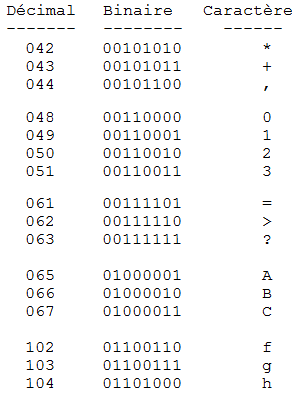 Décimal Binaire Caractère
------- -------- ------
042 00101010 *
043 00101011 +
044 00101100 ,
048 00110000 0
049 00110001 1
050 00110010 2
051 00110011 3
061 00111101 =
062 00111110 >
063 00111111 ?
065 01000001 A
066 01000010 B
067 01000011 C
102 01100110 f
103 01100111 g
104 01101000 h